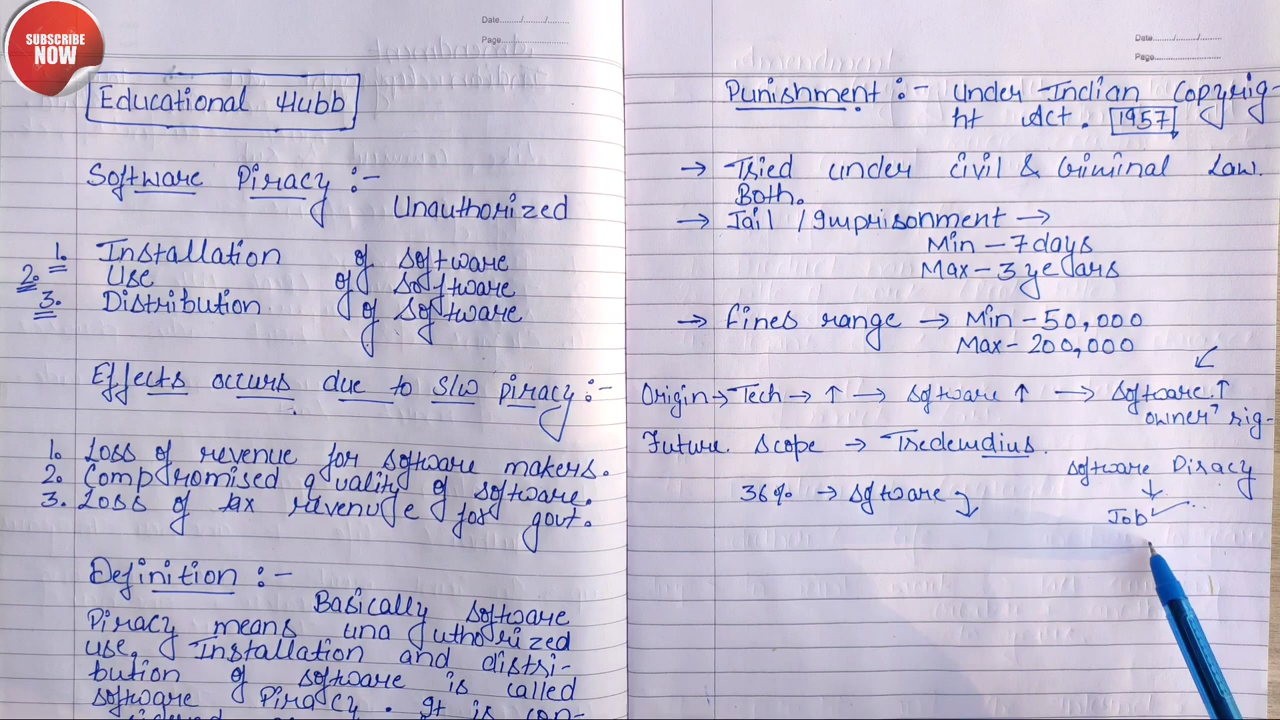 SUBSCRIBE
NOW
Date......./......./.......
Page...........................
Educational Hubb
Software Piracy :-
Unauthorized
1. Installation of software
2. Use of software
3. Distribution of software
Effects occurs due to S/W piracy :-
1. Loss of revenue for software makers.
2. Compromised quality of software.
3. Loss of tax revenue for govt.
Definition :-
Basically software
Piracy means unauthorized
use, Installation and distri-
bution of software is called
software Piracy. It is con-
Date......./......./.......
Page...........................
Punishment :- Under Indian Copyrig-
ht Act. 1957
→ Tried under civil & Criminal Law.
Both.
→ Jail / Imprisonment →
Min - 7 days
Max - 3 years
→ fines range → Min - 50,000
Max - 200,000
Origin → Tech → ↑ → software ↑ → software ↑
owner rig-
Future Scope → Tredemdius.
Software Piracy
36% → software
Job